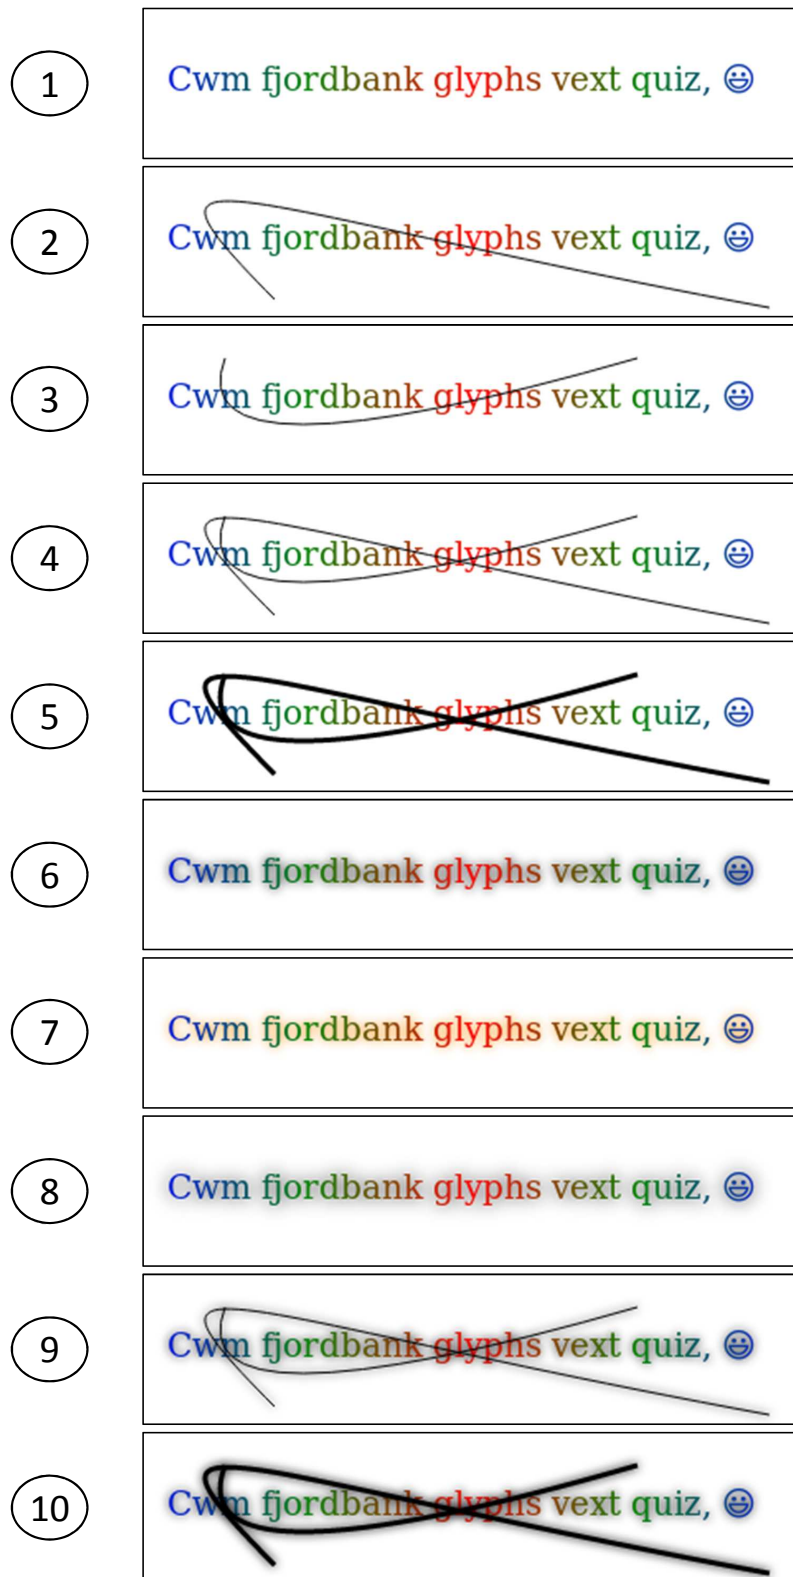 1
Cwm fjordbank glyphs vext quiz, 😃
2
Cwm fjordbank glyphs vext quiz, 😃
3
Cwm fjordbank glyphs vext quiz, 😃
4
Cwm fjordbank glyphs vext quiz, 😃
5
Cwm fjordbank glyphs vext quiz, 😃
6
Cwm fjordbank glyphs vext quiz, 😃
7
Cwm fjordbank glyphs vext quiz, 😃
8
Cwm fjordbank glyphs vext quiz, 😃
9
Cwm fjordbank glyphs vext quiz, 😃
10
Cwm fjordbank glyphs vext quiz, 😃